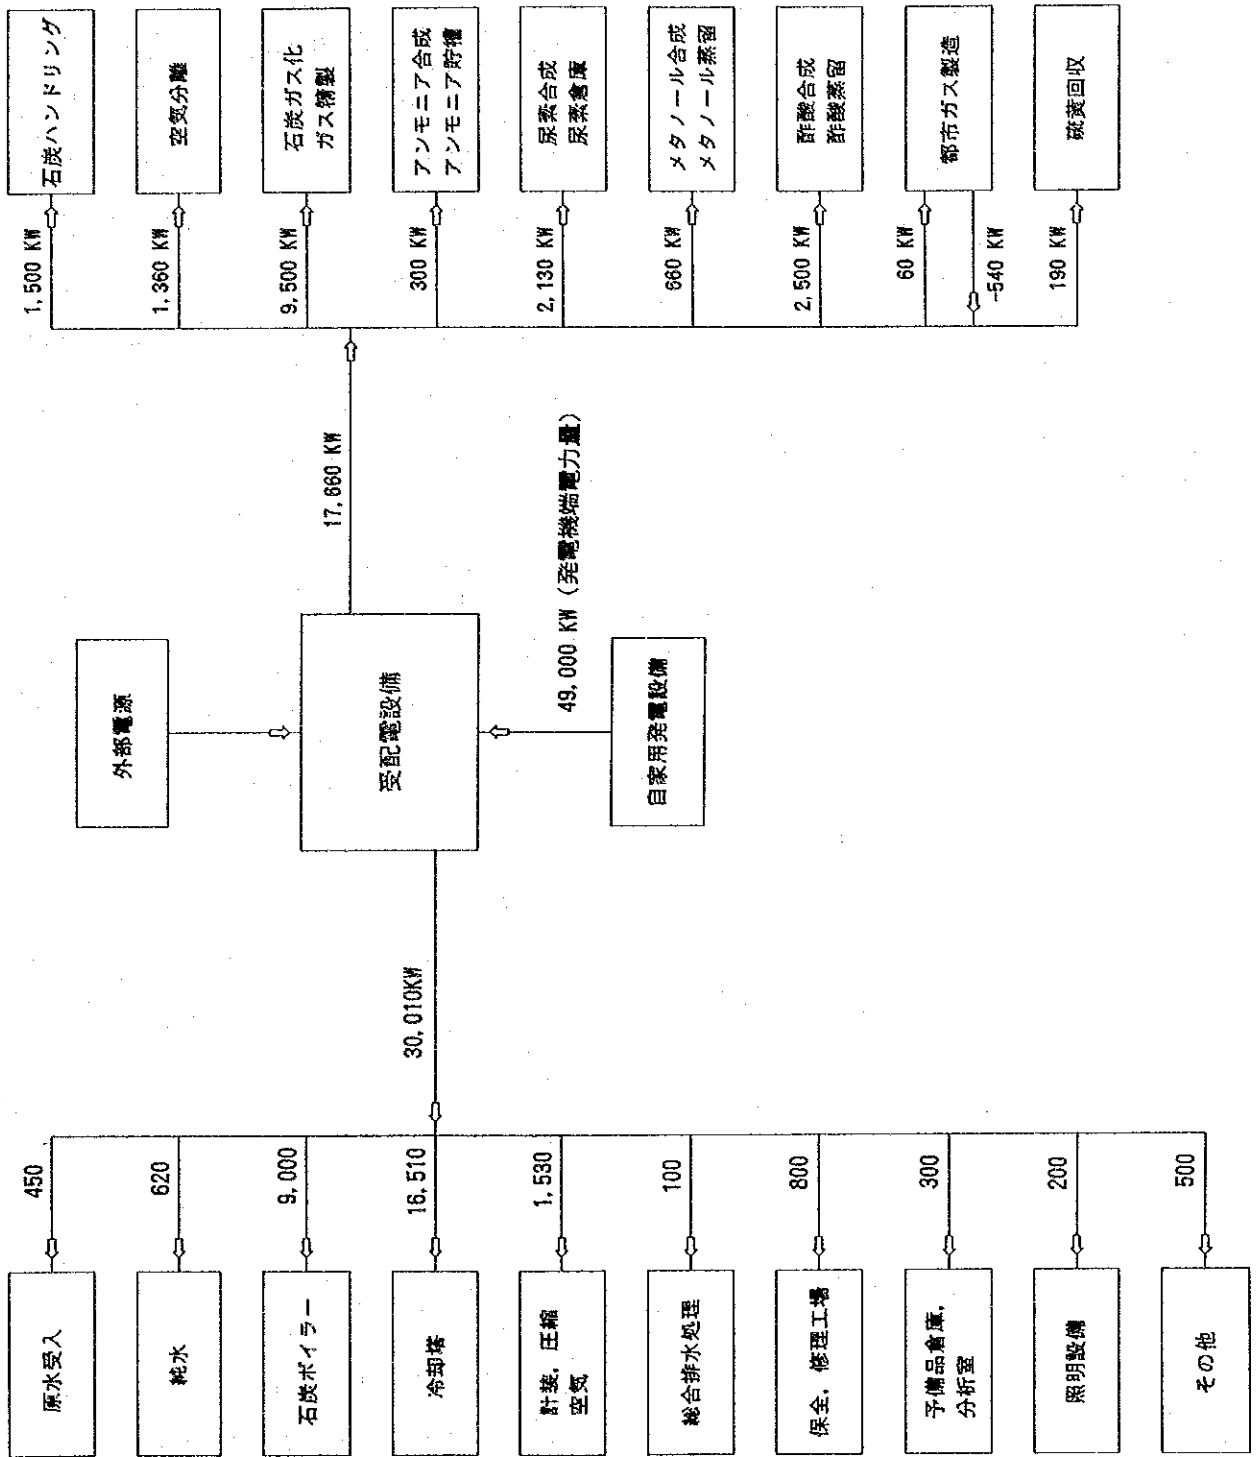 石炭ハンドリング
1,500 KW
空気分離
1,360 KW
石炭ガス化
ガス精製
9,500 KW
アンモニア合成
アンモニア貯槽
300 KW
尿素合成
尿素倉庫
2,130 KW
メタノール合成
メタノール蒸留
660 KW
酢酸合成
酢酸蒸留
2,500 KW
都市ガス製造
60 KW
-540 KW
硫黄回収
190 KW
17,660 KW
外部電源
受配電設備
49,000 KW (発電機端電力量)
自家用発電設備
30,010KW
450
原水受入
620
純水
9,000
石炭ボイラー
16,510
冷却塔
1,530
計装, 圧縮
空気
100
総合排水処理
800
保全, 修理工場
300
予備品倉庫,
分析室
200
照明設備
500
その他